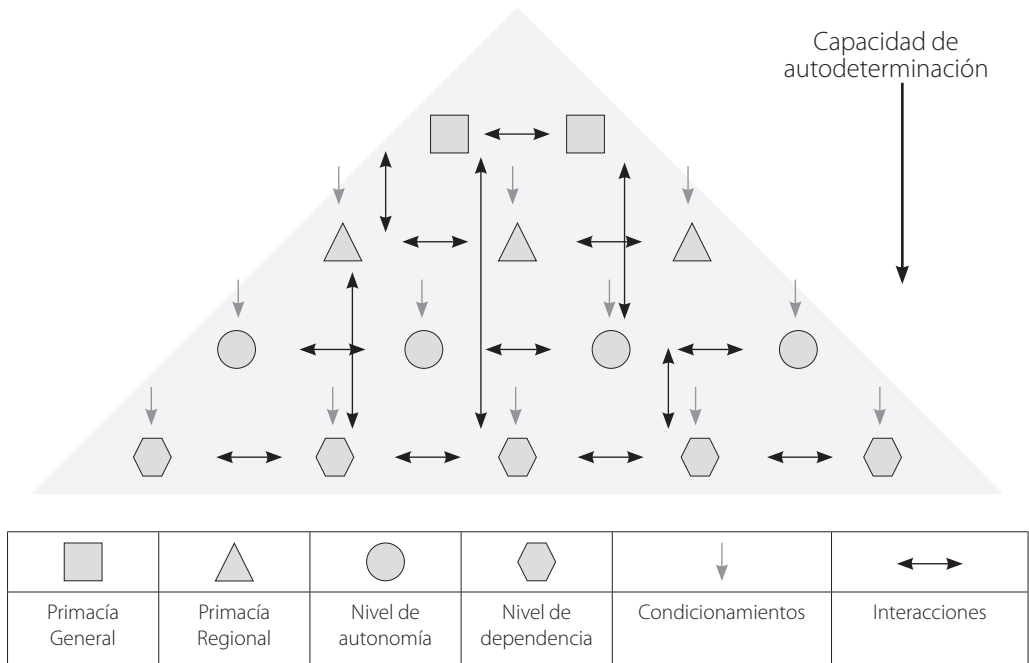 Capacidad de
autodeterminación
Primacía
General
Primacía
Regional
Nivel de
autonomía
Nivel de
dependencia
Condicionamientos
Interacciones